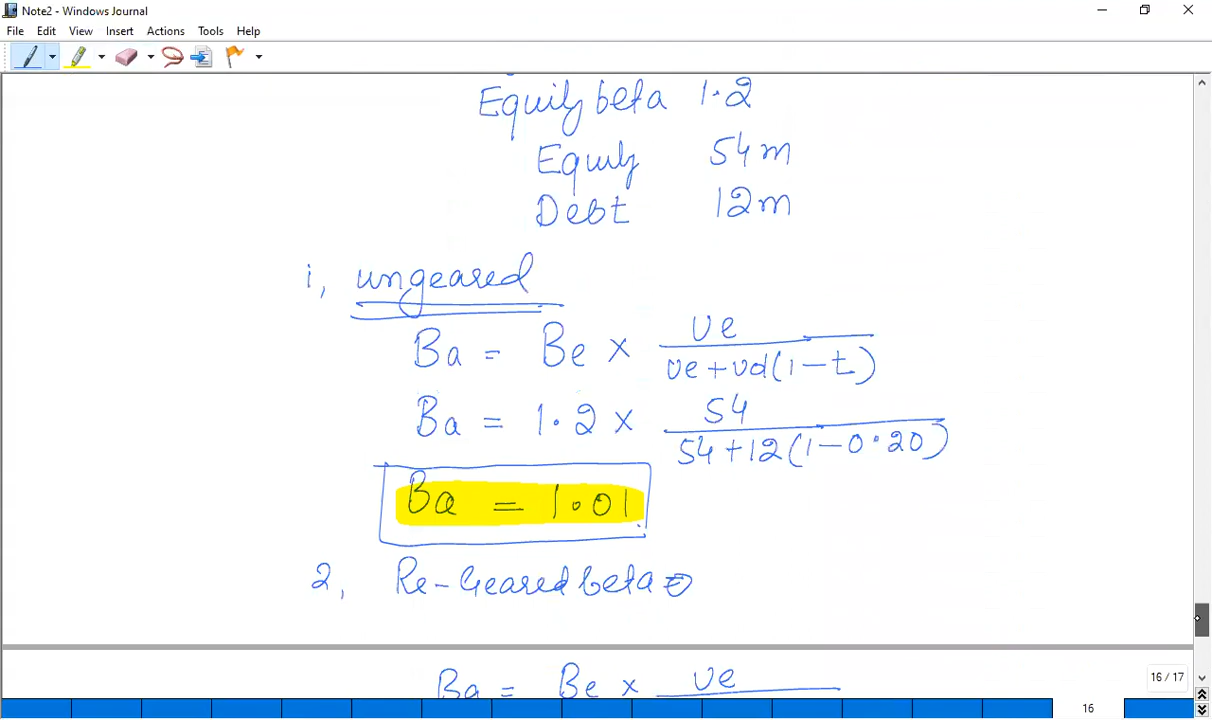 Note2 - Windows Journal
File Edit View Insert Actions Tools Help
Equity beta 1.2
Equity 54m
Debt 12m
1, ungeared
Ba = Be × ve / ve+vd(1-t)
Ba = 1.2 × 54 / 54+12(1-0.20)
Ba = 1.01
2, Re-Geared beta
Ba = Be × ve
16 / 17
16